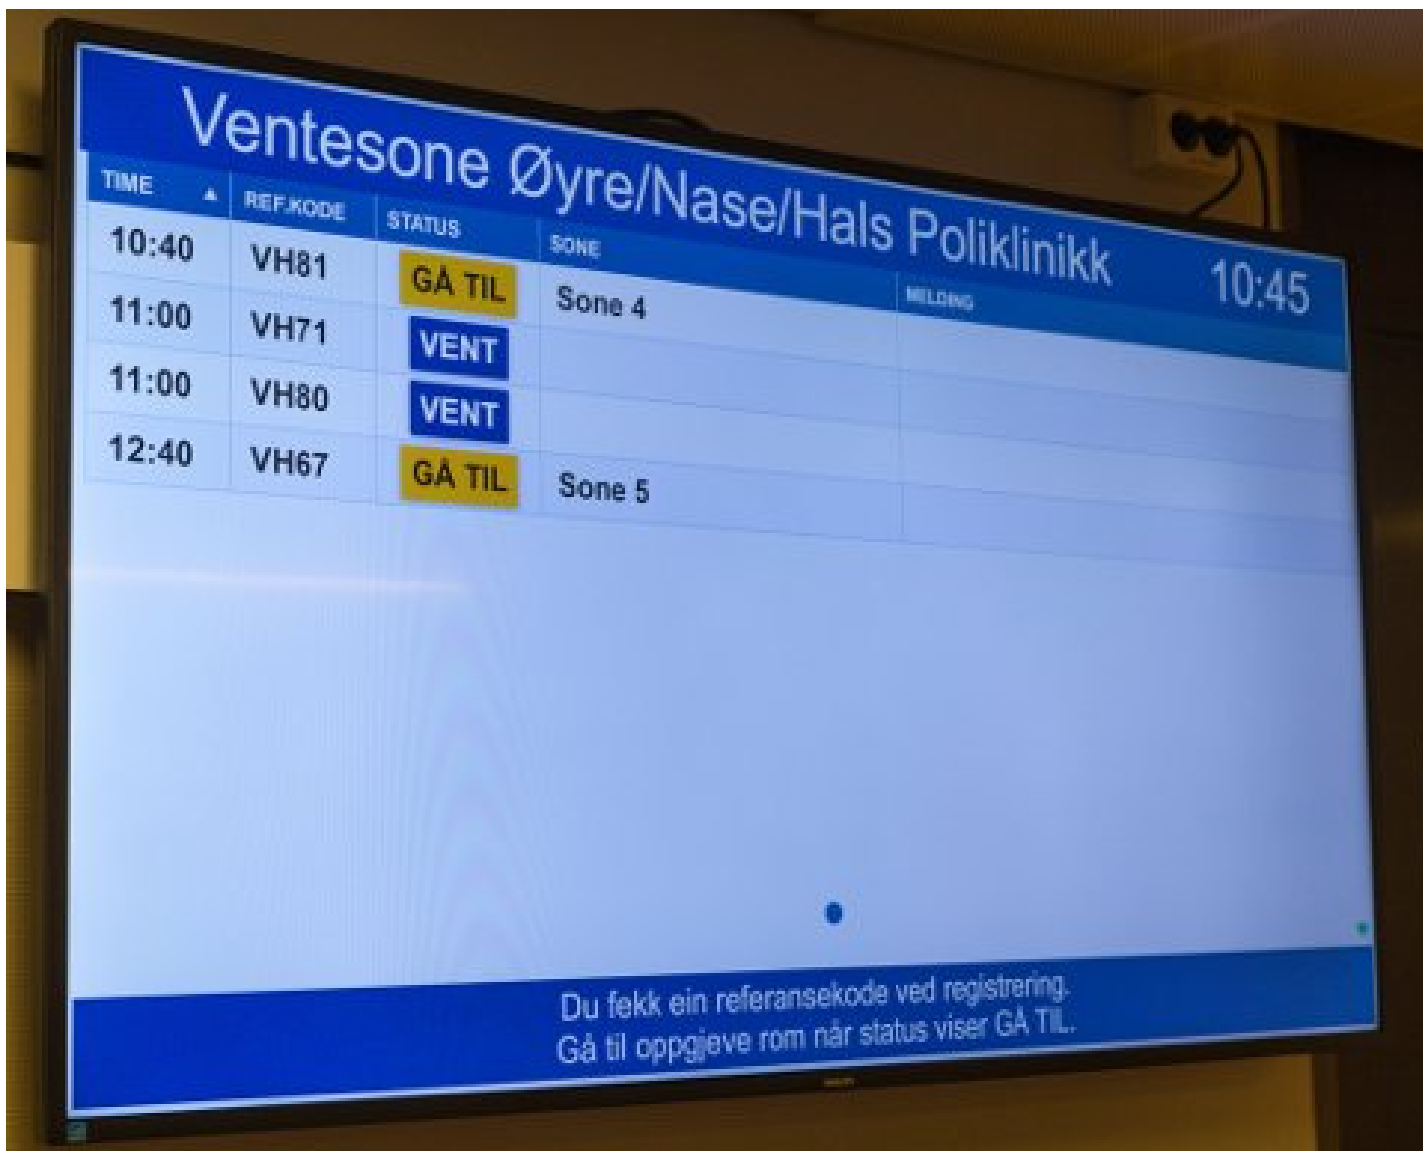 Ventesone Øyre/Nase/Hals Poliklinikk 10:45
TIME ▲ REF.KODE STATUS SONE MELDING
10:40 VH81 GÅ TIL Sone 4
11:00 VH71 VENT
11:00 VH80 VENT
12:40 VH67 GÅ TIL Sone 5
Du fekk ein referansekode ved registrering.
Gå til oppgjeve rom når status viser GÅ TIL.